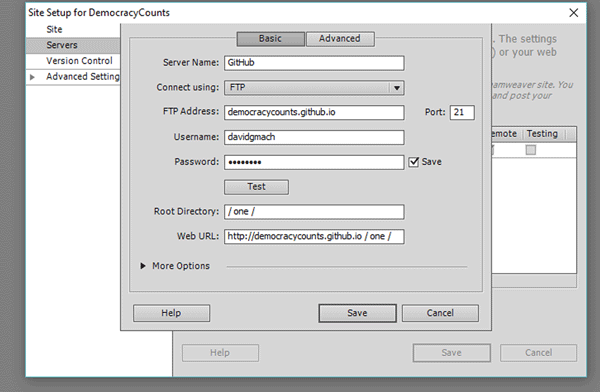 Site Setup for DemocracyCounts
Site
Servers
Version Control
Advanced Setting
Basic
Advanced
. The settings
) or your web
Server Name: GitHub
Connect using: FTP
amweaver site. You
and post your
FTP Address: democracycounts.github.io Port: 21
Username: davidgmach
emote Testing
Password: •••••••• Save
Test
Root Directory: / one /
Web URL: http://democracycounts.github.io / one /
More Options
Help Save Cancel
Help Save Cancel